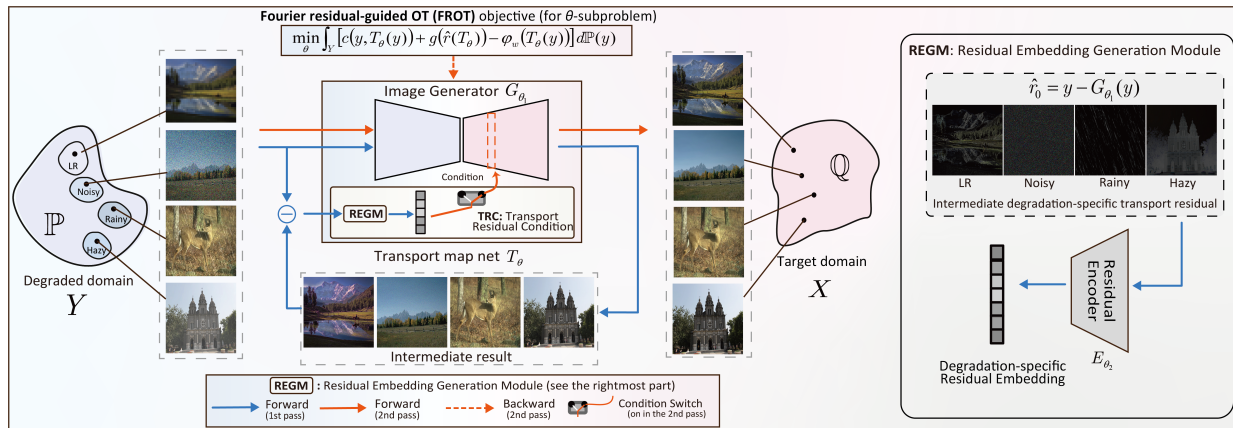 Fourier residual-guided OT (FROT) objective (for θ-subproblem)
min_θ ∫_Y [c(y, T_θ(y)) + g(r̂(T_θ)) − φ_w(T_θ(y))] dℙ(y)
Image Generator G_θ₁
Condition
REGM
TRC: Transport
Residual Condition
Transport map net T_θ
Intermediate result
LR
Noisy
Rainy
Hazy
ℙ
Degraded domain
Y
ℚ
Target domain
X
REGM : Residual Embedding Generation Module (see the rightmost part)
Forward
(1st pass)
Forward
(2nd pass)
Backward
(2nd pass)
Condition Switch
(on in the 2nd pass)
REGM: Residual Embedding Generation Module
r̂₀ = y − G_θ₁(y)
LR Noisy Rainy Hazy
Intermediate degradation-specific transport residual
Residual
Encoder
E_θ₂
Degradation-specific
Residual Embedding